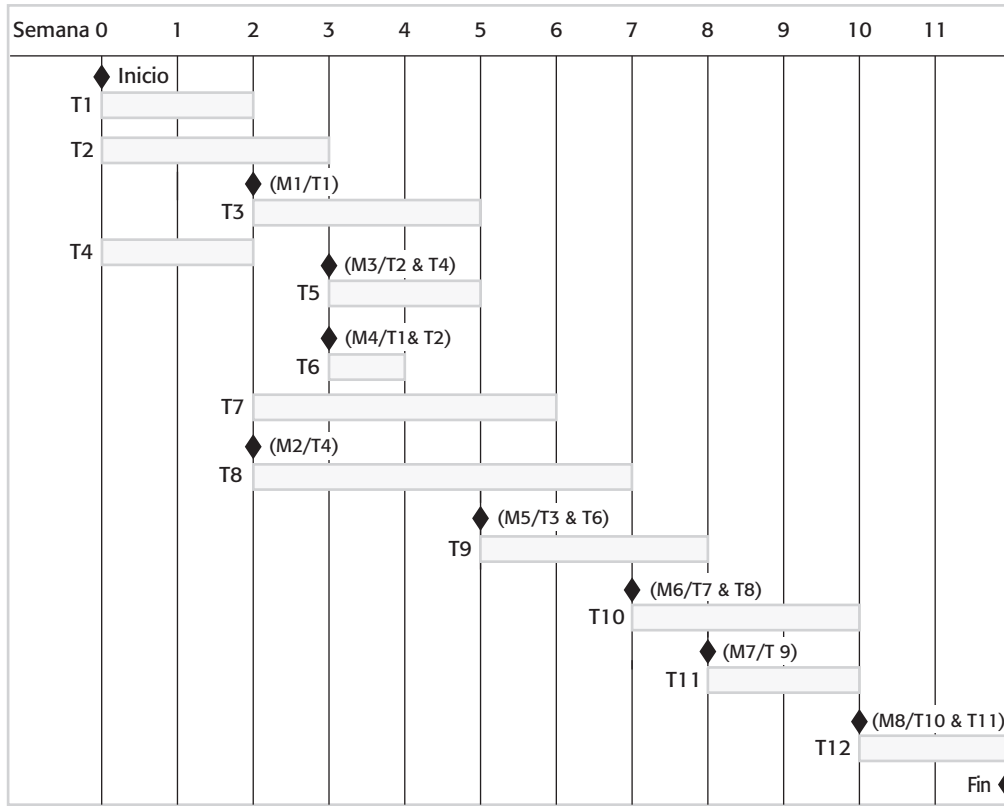 Semana 0 1 2 3 4 5 6 7 8 9 10 11
Inicio
T1
T2
(M1/T1)
T3
T4
(M3/T2 & T4)
T5
(M4/T1& T2)
T6
T7
(M2/T4)
T8
(M5/T3 & T6)
T9
(M6/T7 & T8)
T10
(M7/T 9)
T11
(M8/T10 & T11)
T12
Fin